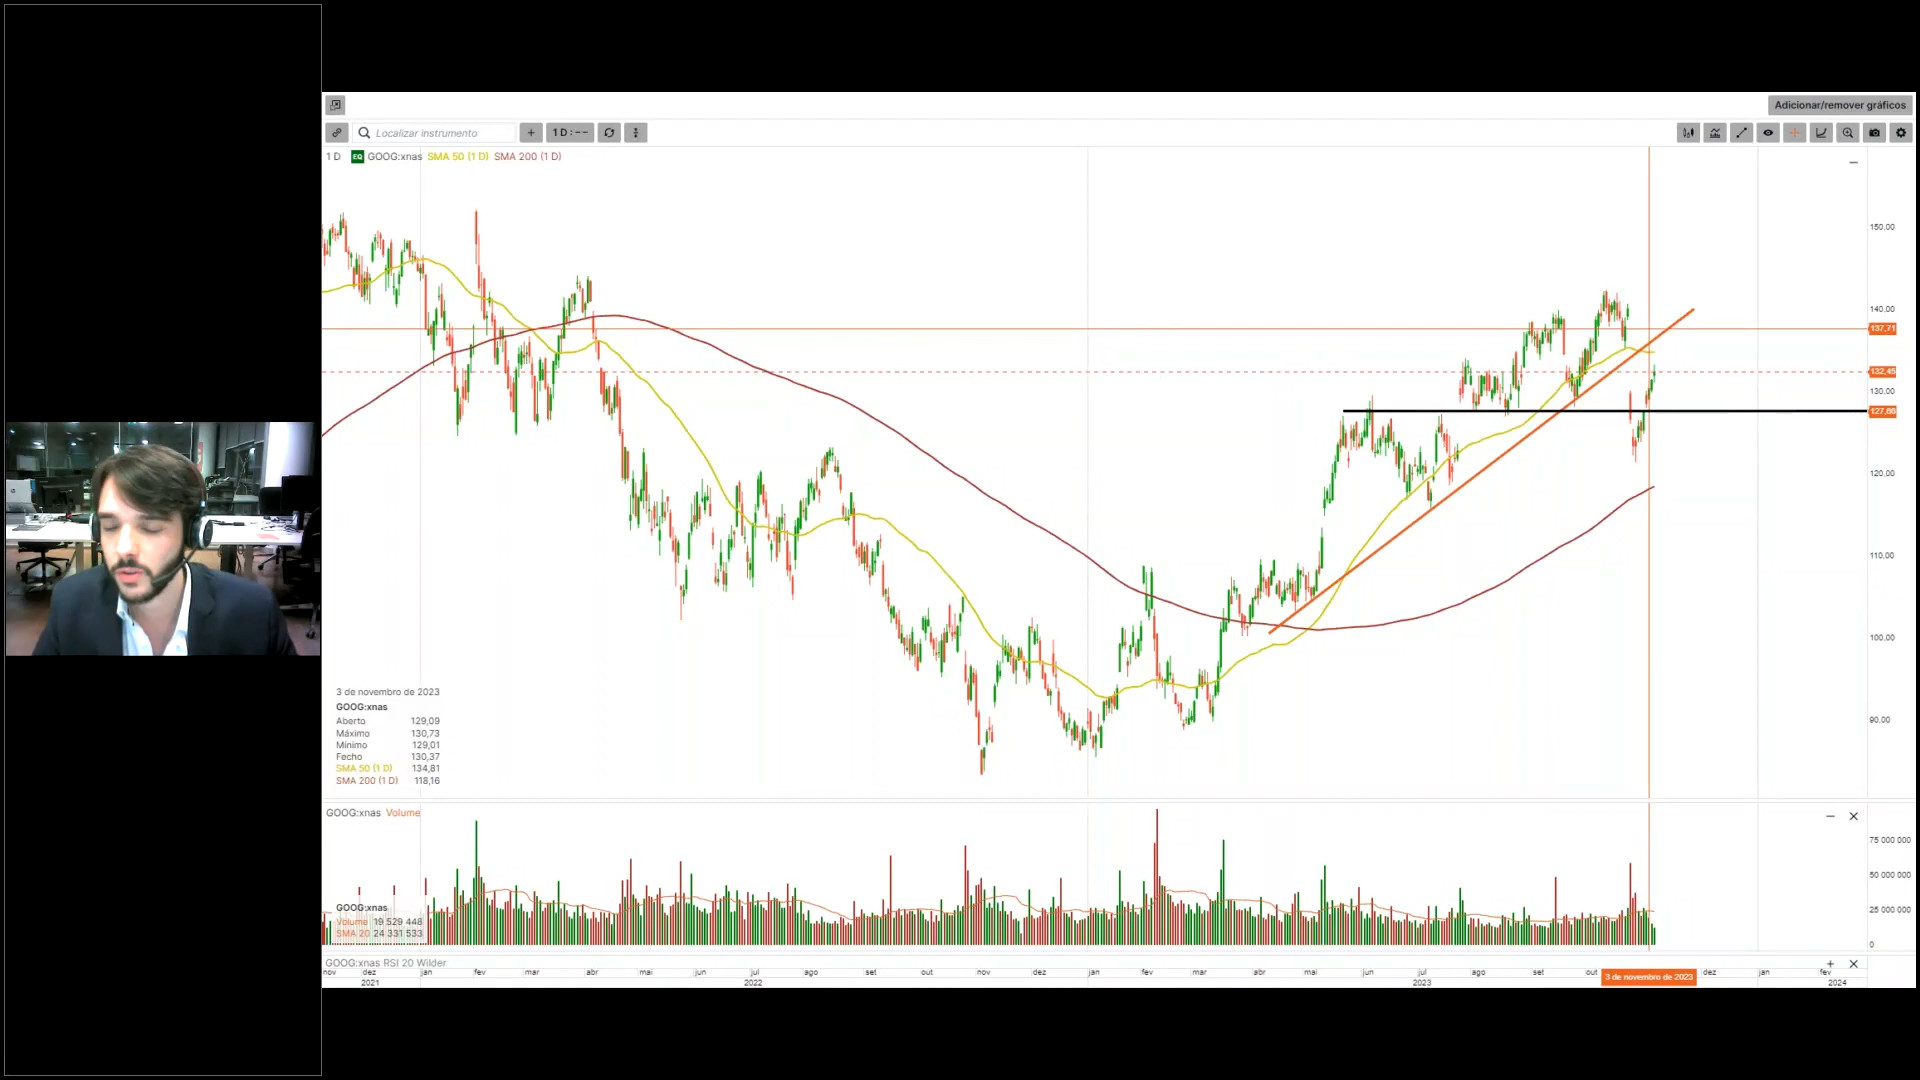 Adicionar/remover gráficos
Localizar instrumento
1 D : --
1 D EQ GOOG:xnas SMA 50 (1 D) SMA 200 (1 D)
150,00
140,00
137,71
132,45
130,00
127,66
120,00
110,00
100,00
90,00
3 de novembro de 2023
GOOG:xnas
Aberto 129,09
Máximo 130,73
Mínimo 129,01
Fecho 130,37
SMA 50 (1 D) 134,81
SMA 200 (1 D) 118,16
GOOG:xnas Volume
75 000 000
50 000 000
25 000 000
0
GOOG:xnas
Volume 19 529 448
SMA 20 24 331 533
GOOG:xnas RSI 20 Wilder
nov dez jan fev mar abr mai jun jul ago set out nov dez jan fev mar abr mai jun jul ago set out 3 de novembro de 2023 dez jan fev
2021 2022 2023 2024